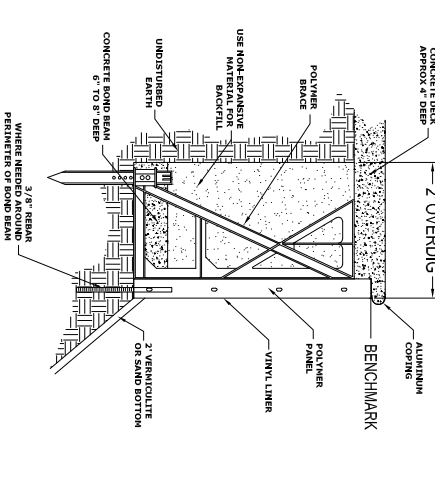 CONCRETE DECK
APPROX 4" DEEP
2' OVERDIG
ALUMINUM
COPING
BENCHMARK
POLYMER
BRACE
POLYMER
PANEL
USE NON-EXPANSIVE
MATERIAL FOR
BACKFILL
VINYL LINER
UNDISTURBED
EARTH
CONCRETE BOND BEAM
6" TO 8" DEEP
2' VERMICULITE
OR SAND BOTTOM
3/8" REBAR
WHERE NEEDED AROUND
PERIMETER OF BOND BEAM